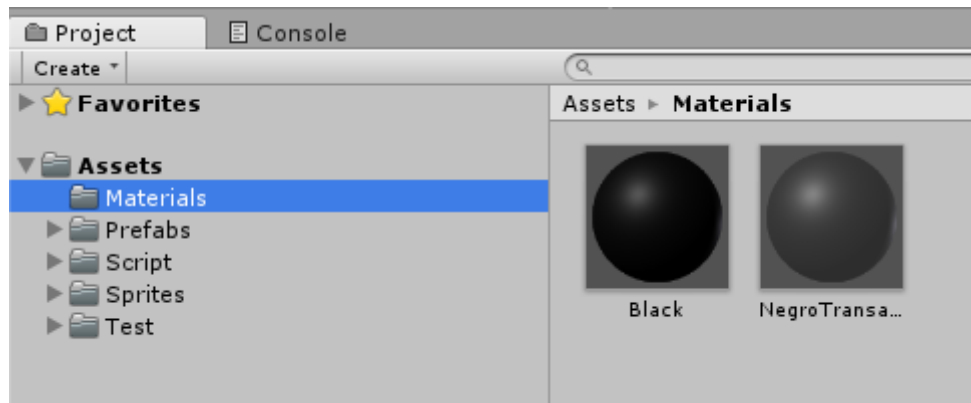 Project
Console
Create
Favorites
Assets ▸ Materials
Assets
Materials
Prefabs
Script
Sprites
Test
Black
NegroTransa...